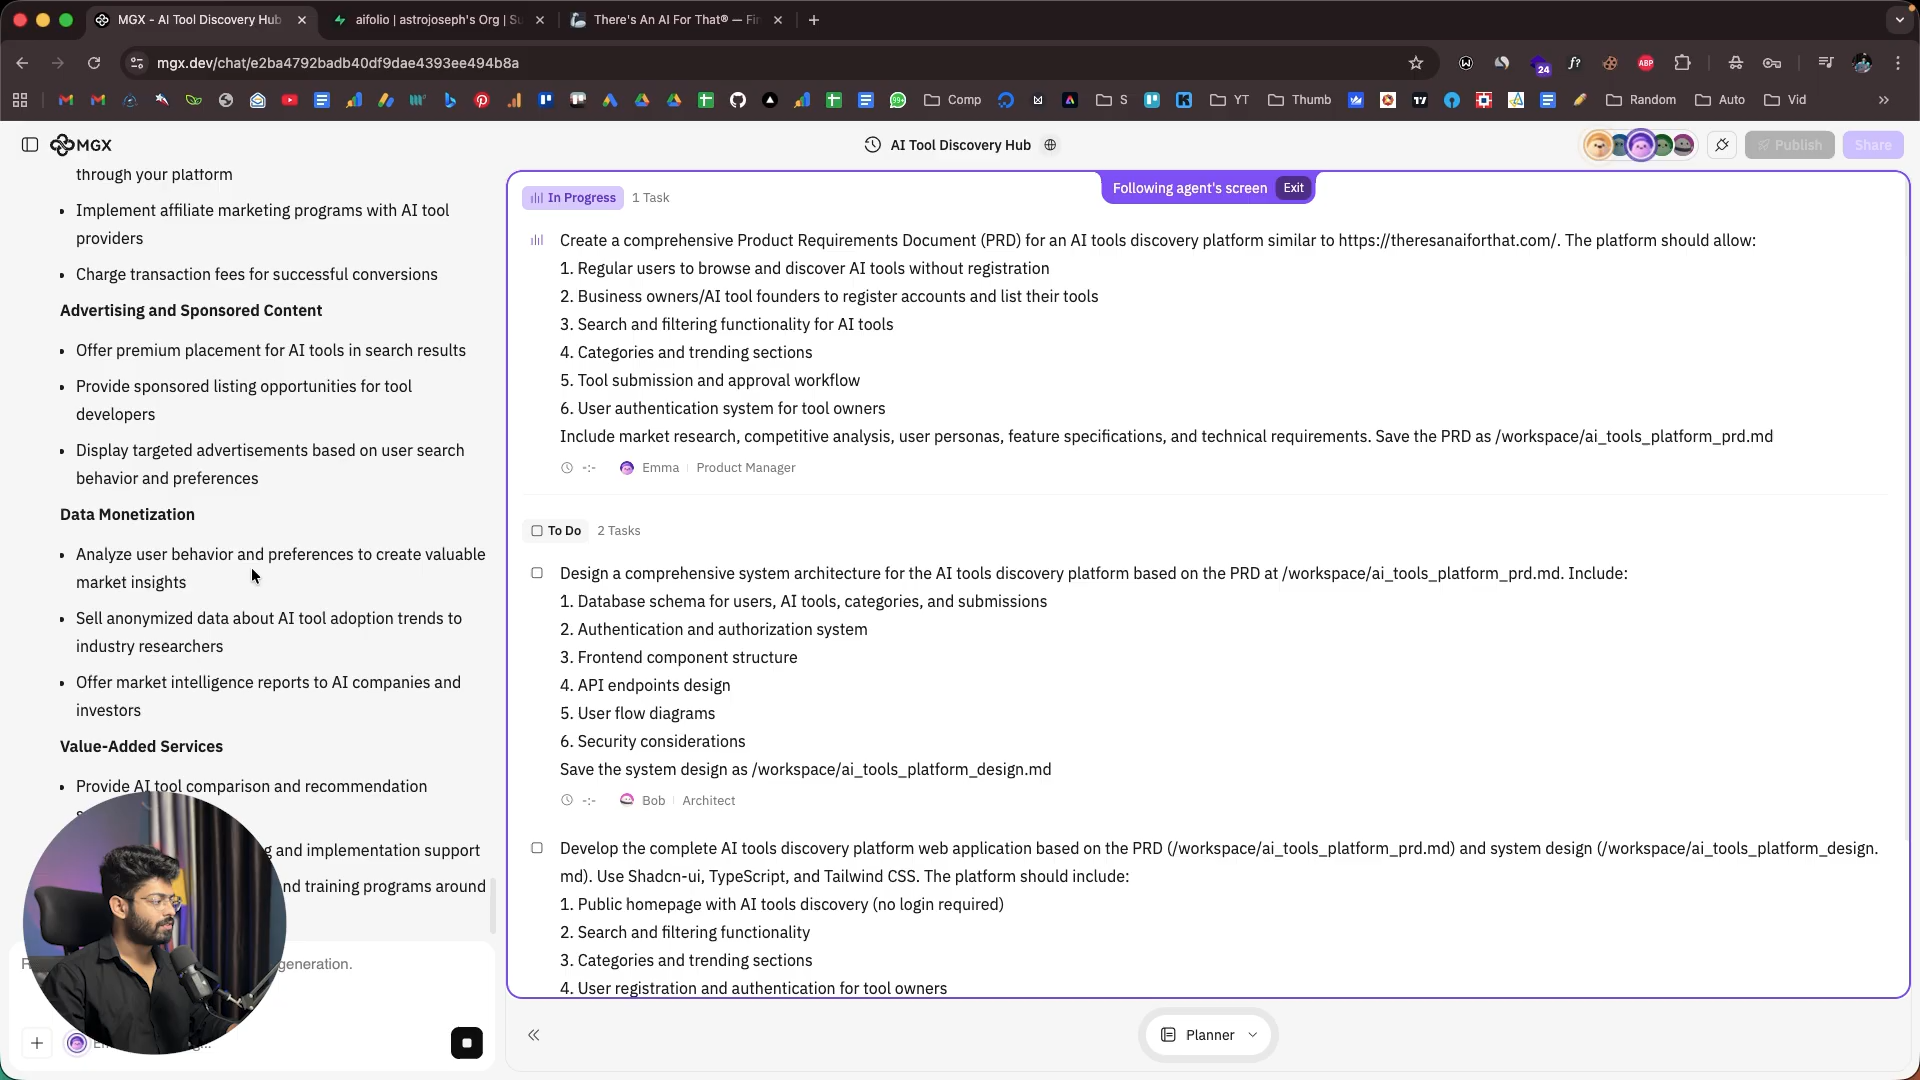 MGX - AI Tool Discovery Hub
aifolio | astrojoseph's Org | Su
There's An AI For That® — Fin
mgx.dev/chat/e2ba4792badb40df9dae4393ee494b8a
24
f?
ABP
99+
Comp
S
YT
Thumb
17
Random
Auto
Vid
MGX
AI Tool Discovery Hub
Publish
Share
through your platform
Implement affiliate marketing programs with AI tool
providers
Charge transaction fees for successful conversions
Advertising and Sponsored Content
Offer premium placement for AI tools in search results
Provide sponsored listing opportunities for tool
developers
Display targeted advertisements based on user search
behavior and preferences
Data Monetization
Analyze user behavior and preferences to create valuable
market insights
Sell anonymized data about AI tool adoption trends to
industry researchers
Offer market intelligence reports to AI companies and
investors
Value-Added Services
Provide AI tool comparison and recommendation
and implementation support
and training programs around
generation.
Following agent's screen Exit
In Progress 1 Task
Create a comprehensive Product Requirements Document (PRD) for an AI tools discovery platform similar to https://theresanaiforthat.com/. The platform should allow:
1. Regular users to browse and discover AI tools without registration
2. Business owners/AI tool founders to register accounts and list their tools
3. Search and filtering functionality for AI tools
4. Categories and trending sections
5. Tool submission and approval workflow
6. User authentication system for tool owners
Include market research, competitive analysis, user personas, feature specifications, and technical requirements. Save the PRD as /workspace/ai_tools_platform_prd.md
-:- Emma | Product Manager
To Do 2 Tasks
Design a comprehensive system architecture for the AI tools discovery platform based on the PRD at /workspace/ai_tools_platform_prd.md. Include:
1. Database schema for users, AI tools, categories, and submissions
2. Authentication and authorization system
3. Frontend component structure
4. API endpoints design
5. User flow diagrams
6. Security considerations
Save the system design as /workspace/ai_tools_platform_design.md
-:- Bob | Architect
Develop the complete AI tools discovery platform web application based on the PRD (/workspace/ai_tools_platform_prd.md) and system design (/workspace/ai_tools_platform_design.
md). Use Shadcn-ui, TypeScript, and Tailwind CSS. The platform should include:
1. Public homepage with AI tools discovery (no login required)
2. Search and filtering functionality
3. Categories and trending sections
4. User registration and authentication for tool owners
Planner